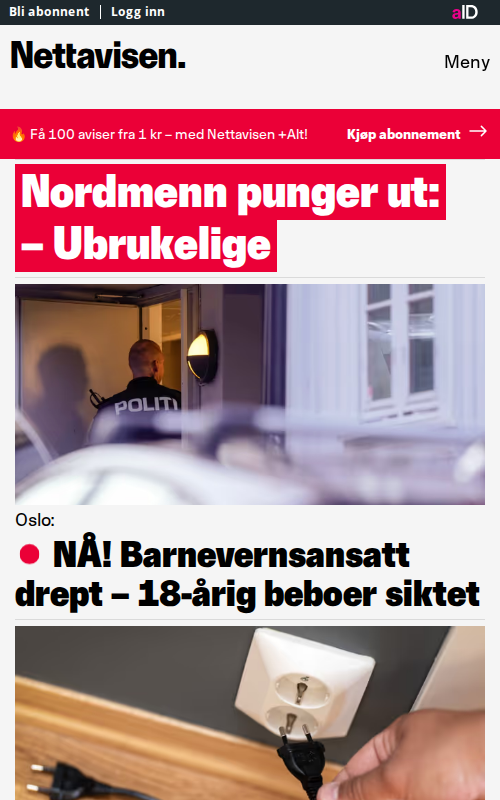 Bli abonnent Logg inn
aID
Nettavisen.
Meny
Få 100 aviser fra 1 kr – med Nettavisen +Alt! Kjøp abonnement →
Nordmenn punger ut:
– Ubrukelige
POLITI
Oslo:
NÅ! Barnevernsansatt
drept – 18-årig beboer siktet